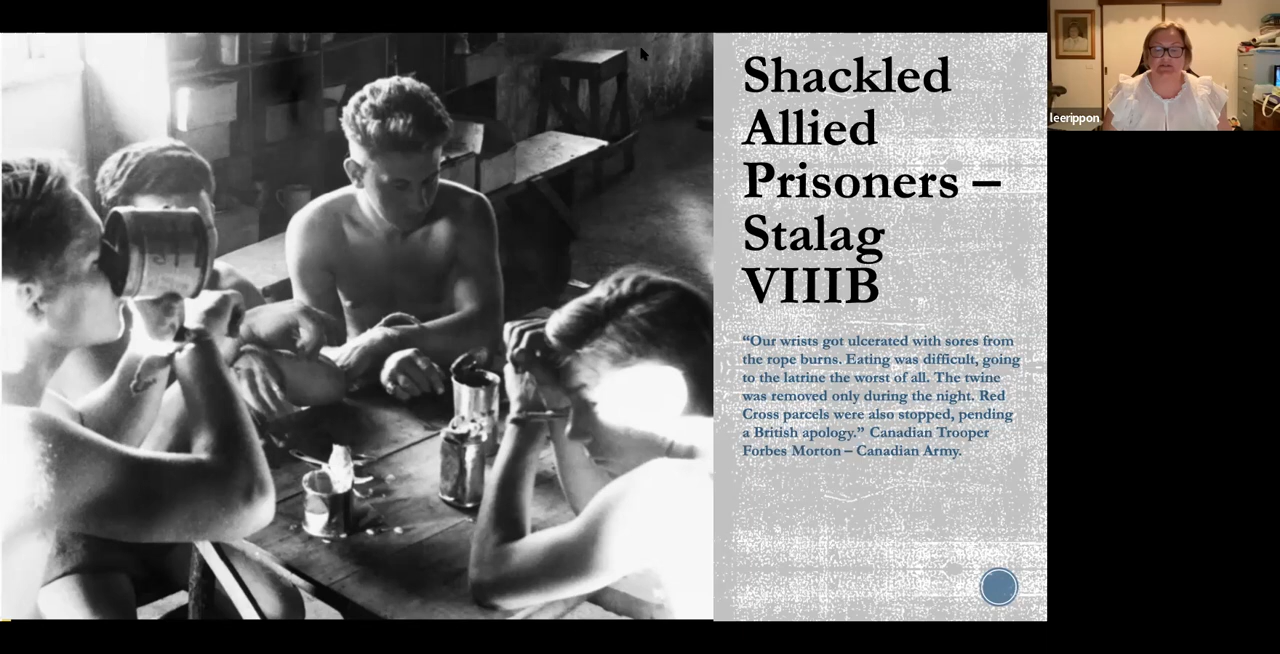 Shackled
Allied
Prisoners –
Stalag
VIIIB
“Our wrists got ulcerated with sores from
the rope burns. Eating was difficult, going
to the latrine the worst of all. The twine
was removed only during the night. Red
Cross parcels were also stopped, pending
a British apology.” Canadian Trooper
Forbes Morton – Canadian Army.
leerippon